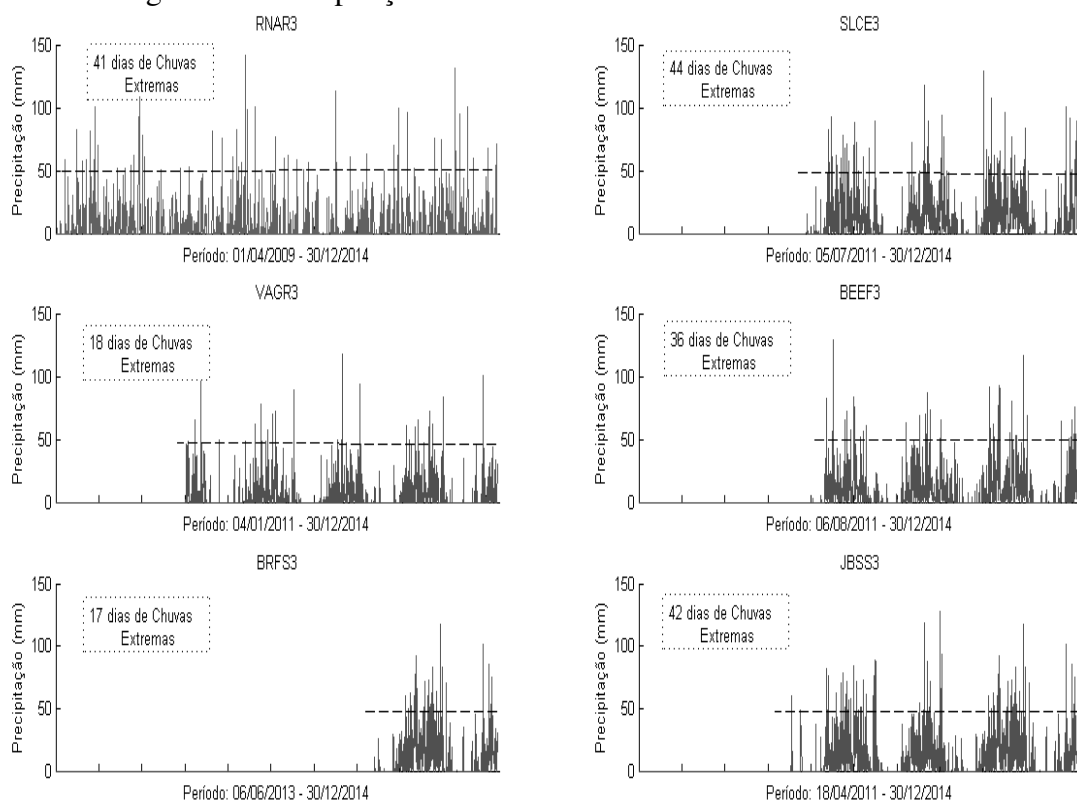 RNAR3
150
100
50
0
Precipitação (mm)
41 dias de Chuvas
Extremas
Período: 01/04/2009 - 30/12/2014
SLCE3
150
100
50
0
Precipitação (mm)
44 dias de Chuvas
Extremas
Período: 05/07/2011 - 30/12/2014
VAGR3
150
100
50
0
Precipitação (mm)
18 dias de Chuvas
Extremas
Período: 04/01/2011 - 30/12/2014
BEEF3
150
100
50
0
Precipitação (mm)
36 dias de Chuvas
Extremas
Período: 06/08/2011 - 30/12/2014
BRFS3
150
100
50
0
Precipitação (mm)
17 dias de Chuvas
Extremas
Período: 06/06/2013 - 30/12/2014
JBSS3
150
100
50
0
Precipitação (mm)
42 dias de Chuvas
Extremas
Período: 18/04/2011 - 30/12/2014